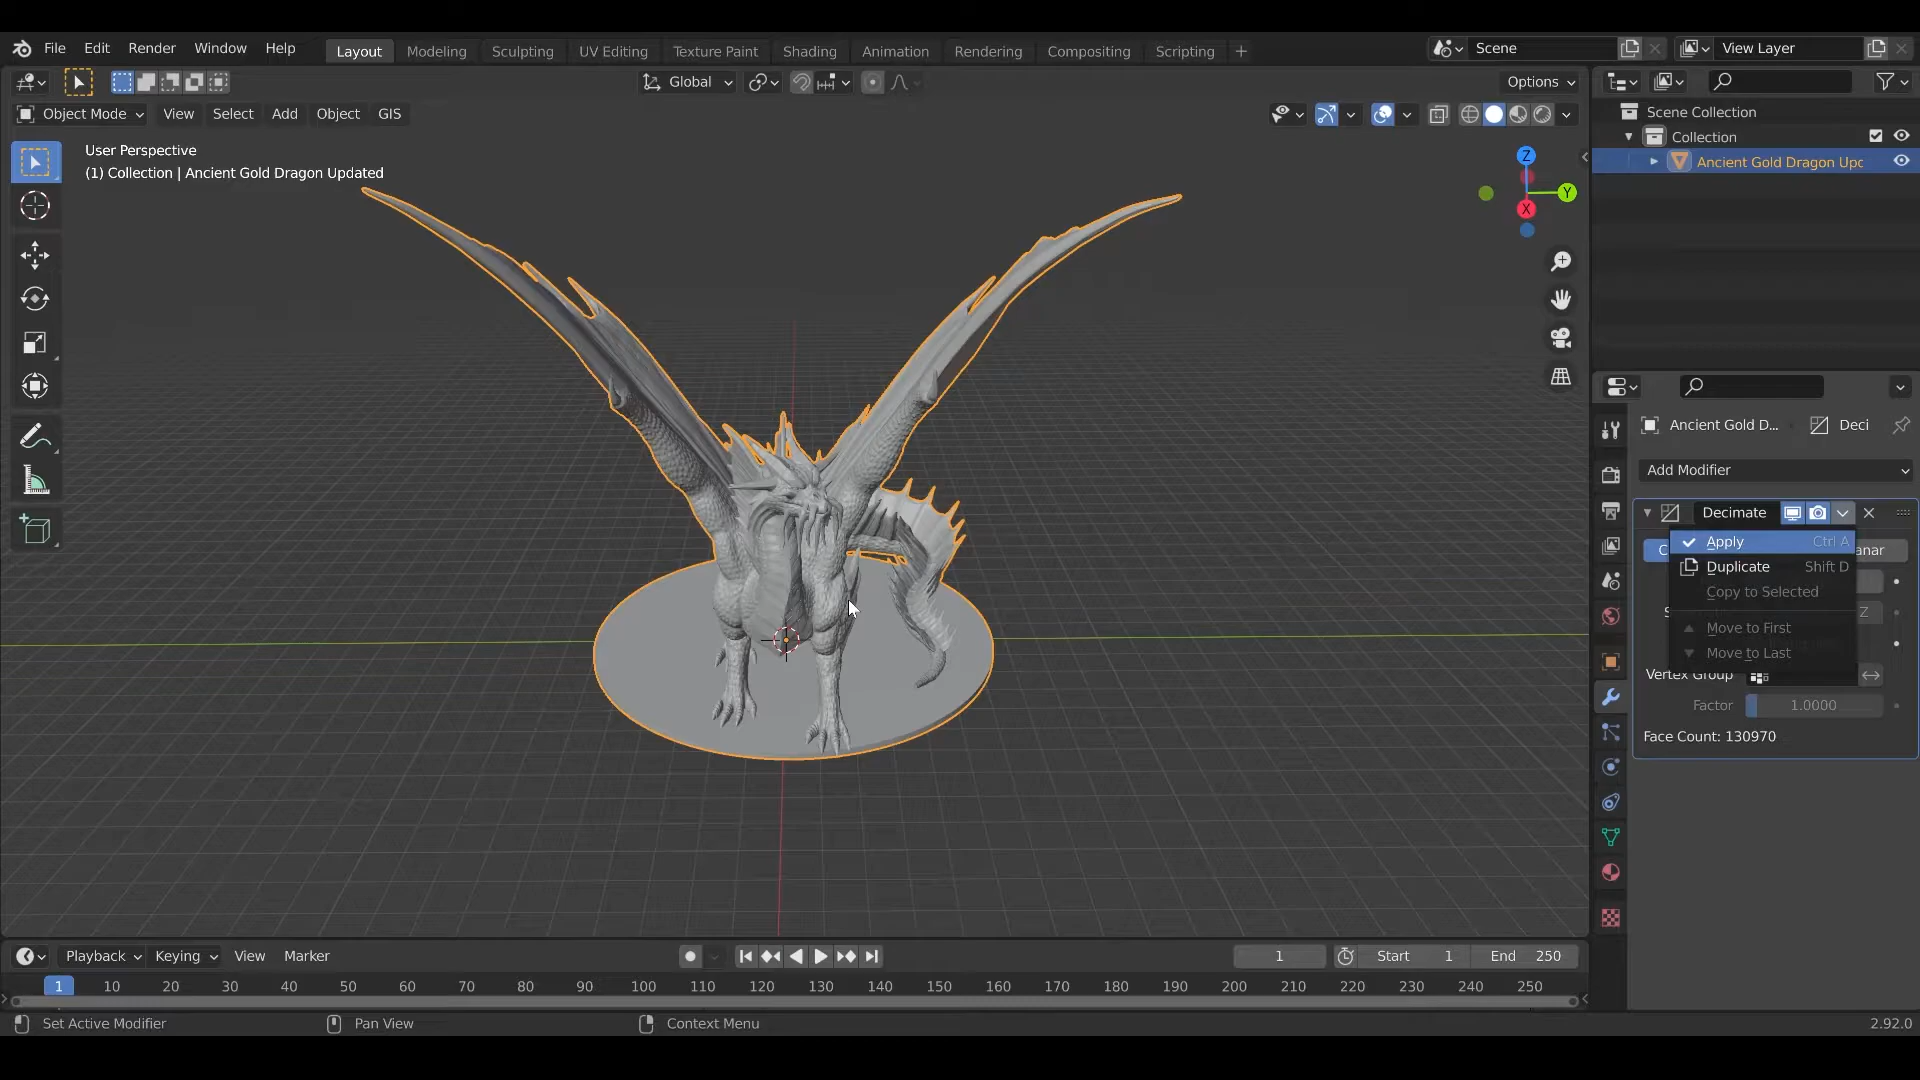 File Edit Render Window Help Layout Modeling Sculpting UV Editing Texture Paint Shading Animation Rendering Compositing Scripting + Scene View Layer
Global Options
Object Mode View Select Add Object GIS
User Perspective
(1) Collection | Ancient Gold Dragon Updated
Z
Y
X
Scene Collection
Collection
Ancient Gold Dragon Upc
Ancient Gold D... Deci
Add Modifier
Decimate
C Apply Ctrl A anar
Duplicate Shift D
Copy to Selected
S Z
Move to First
Move to Last
Vertex Group
Factor 1.0000
Face Count: 130970
Playback Keying View Marker 1 Start 1 End 250
1 10 20 30 40 50 60 70 80 90 100 110 120 130 140 150 160 170 180 190 200 210 220 230 240 250
Set Active Modifier Pan View Context Menu 2.92.0